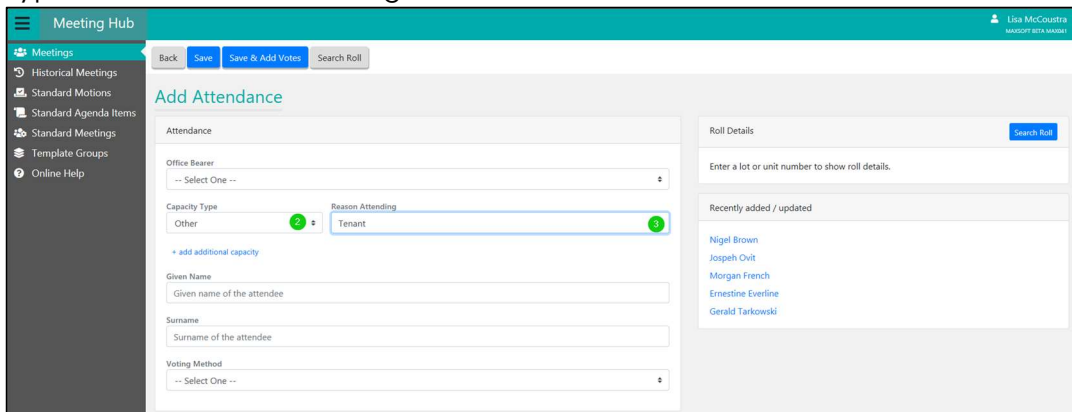 Meeting Hub
Lisa McCoustra
MAXSOFT BETA MAX061
Meetings
Historical Meetings
Standard Motions
Standard Agenda Items
Standard Meetings
Template Groups
Online Help
Back Save Save & Add Votes Search Roll
Add Attendance
Attendance
Office Bearer
-- Select One --
Capacity Type Reason Attending
Other 2 Tenant 3
+ add additional capacity
Given Name
Given name of the attendee
Surname
Surname of the attendee
Voting Method
-- Select One --
Roll Details Search Roll
Enter a lot or unit number to show roll details.
Recently added / updated
Nigel Brown
Jospeh Ovit
Morgan French
Ernestine Everline
Gerald Tarkowski